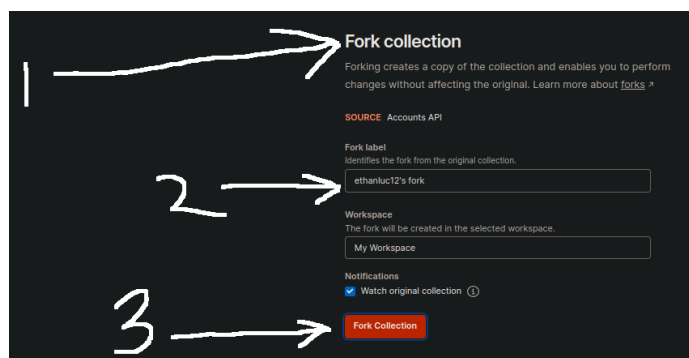 1
Fork collection
Forking creates a copy of the collection and enables you to perform
changes without affecting the original. Learn more about forks ↗
SOURCE Accounts API
Fork label
Identifies the fork from the original collection.
2
ethanluc12's fork
Workspace
The fork will be created in the selected workspace.
My Workspace
Notifications
Watch original collection
3
Fork Collection